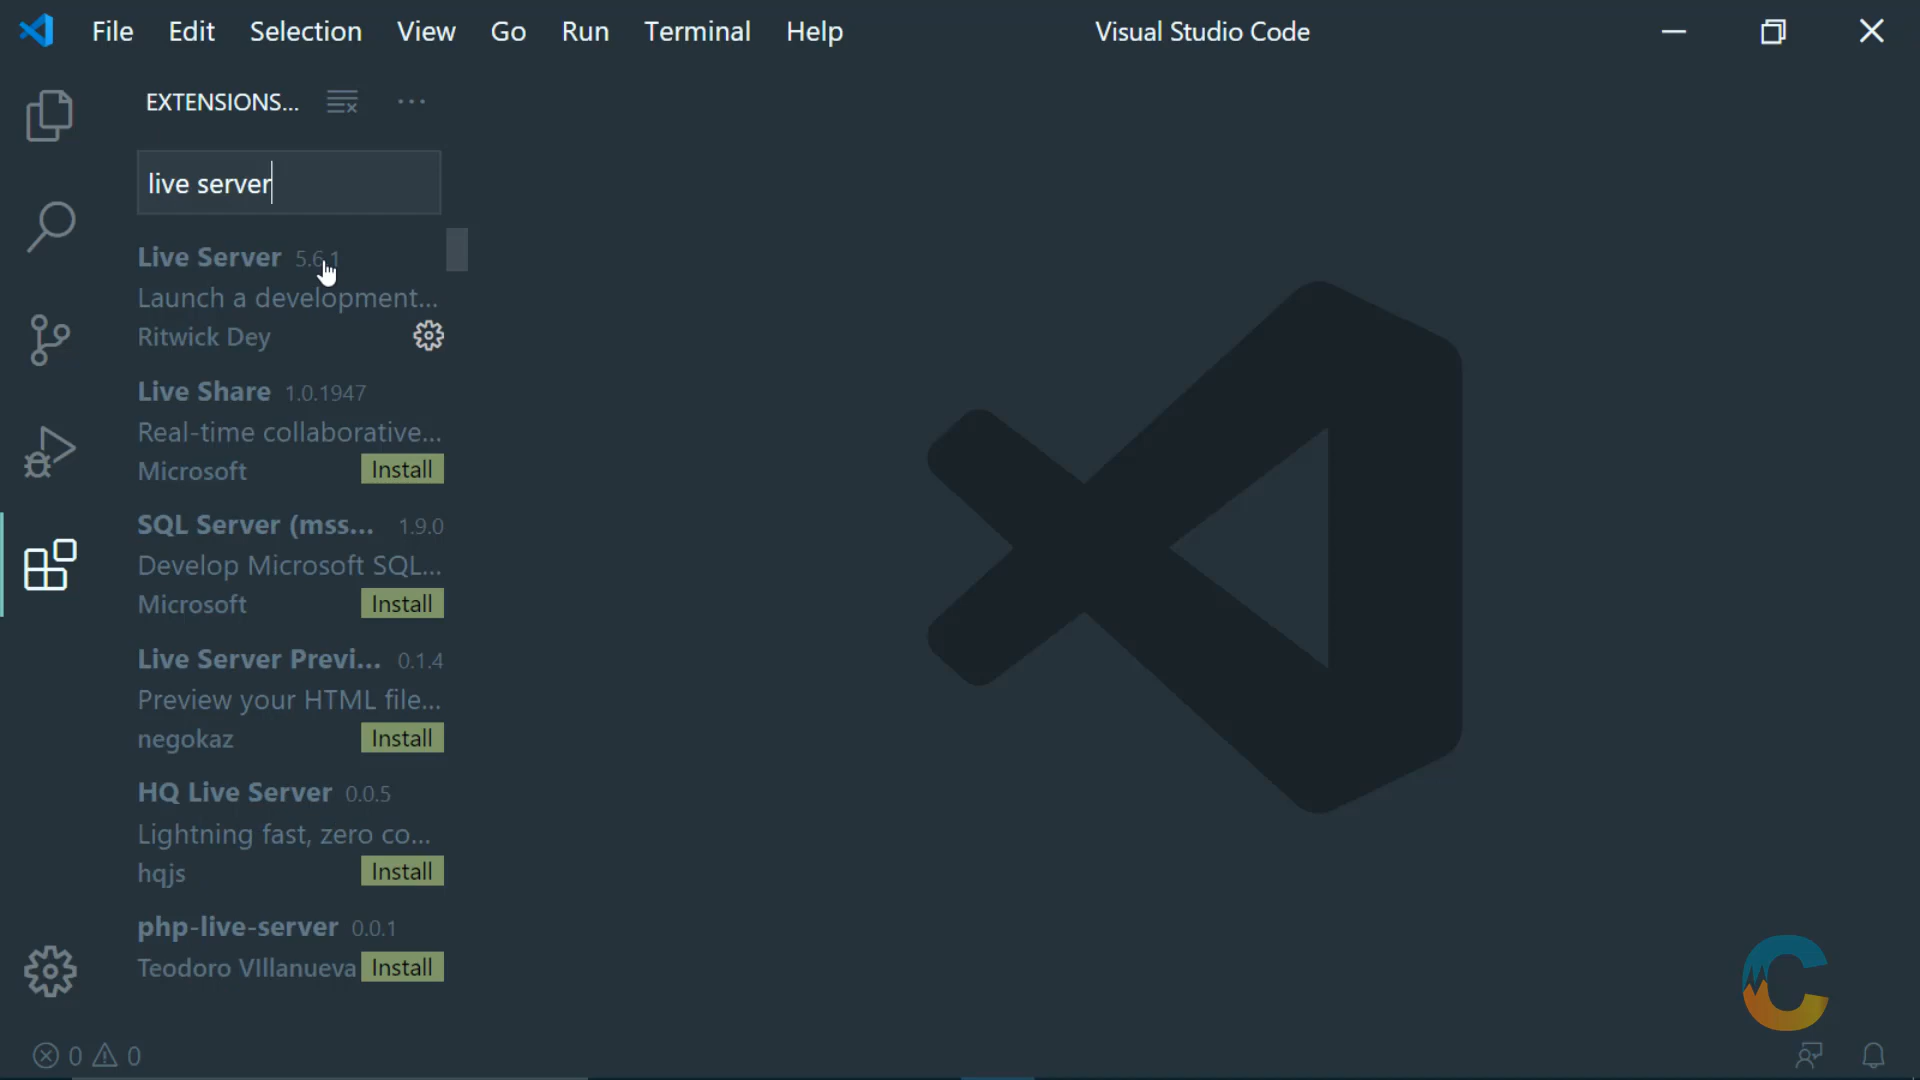 File Edit Selection View Go Run Terminal Help Visual Studio Code
EXTENSIONS...
live server
Live Server 5.6.1
Launch a development...
Ritwick Dey
Live Share 1.0.1947
Real-time collaborative...
Microsoft Install
SQL Server (mss... 1.9.0
Develop Microsoft SQL...
Microsoft Install
Live Server Previ... 0.1.4
Preview your HTML file...
negokaz Install
HQ Live Server 0.0.5
Lightning fast, zero co...
hqjs Install
php-live-server 0.0.1
Teodoro VIllanueva Install
C
0 0